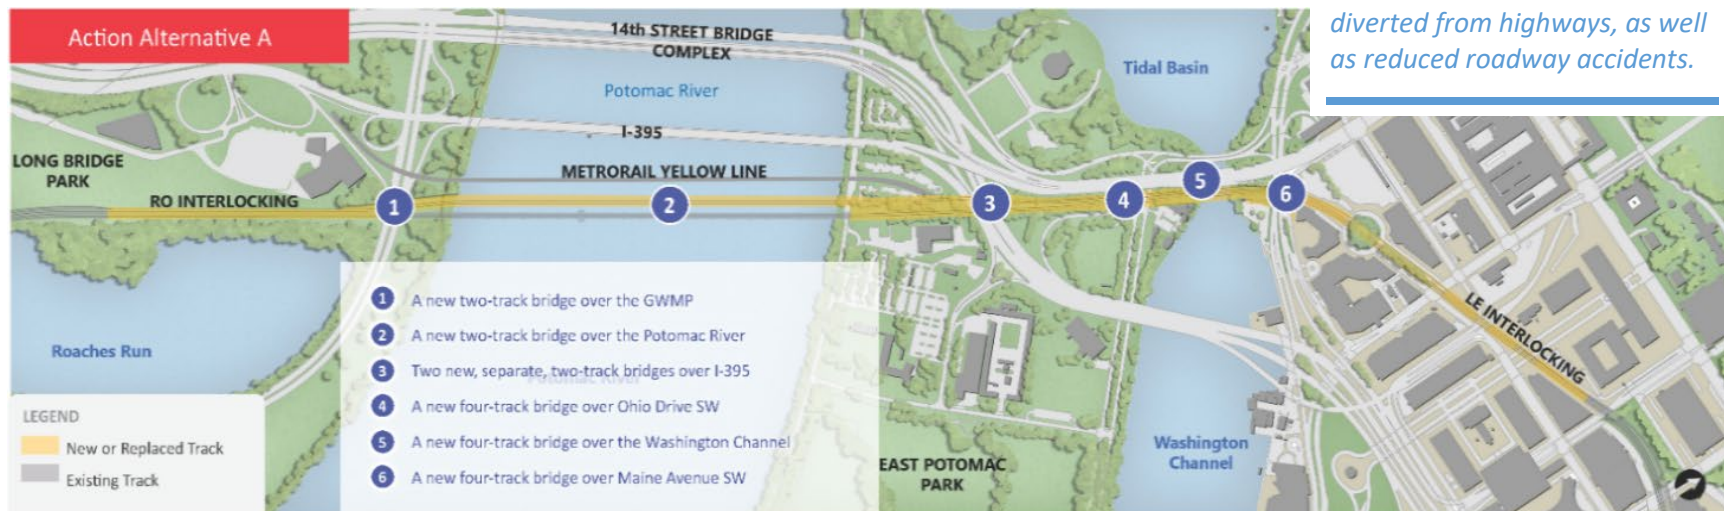 Action Alternative A
diverted from highways, as well
as reduced roadway accidents.
14th STREET BRIDGE
COMPLEX
Potomac River
Tidal Basin
I-395
LONG BRIDGE
PARK
METRORAIL YELLOW LINE
RO INTERLOCKING
1
2
3
4
5
6
LE INTERLOCKING
Roaches Run
1 A new two-track bridge over the GWMP
2 A new two-track bridge over the Potomac River
3 Two new, separate, two-track bridges over I-395
Potomac River
4 A new four-track bridge over Ohio Drive SW
5 A new four-track bridge over the Washington Channel
6 A new four-track bridge over Maine Avenue SW
LEGEND
New or Replaced Track
Existing Track
EAST POTOMAC
PARK
Washington
Channel